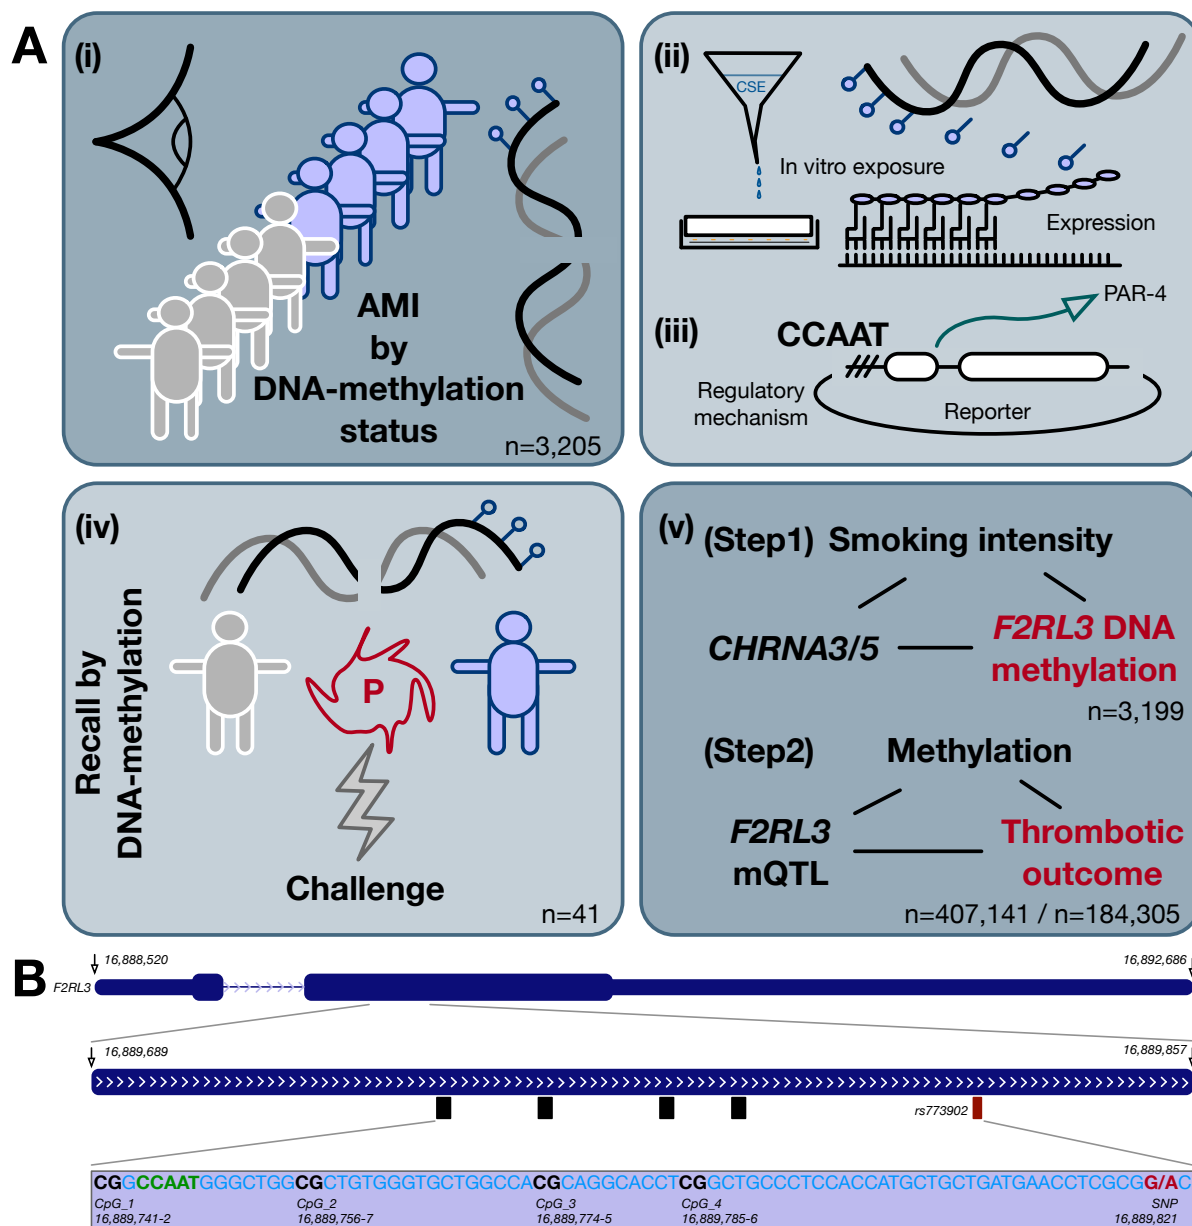 A
(i)
AMI
by
DNA-methylation
status
n=3,205
(ii)
CSE
In vitro exposure
Expression
PAR-4
(iii)
CCAAT
Regulatory
mechanism
Reporter
(iv)
Recall by
DNA-methylation
P
Challenge
n=41
(v)
(Step1) Smoking intensity
CHRNA3/5
F2RL3 DNA
methylation
n=3,199
(Step2) Methylation
F2RL3
mQTL
Thrombotic
outcome
n=407,141 / n=184,305
B
16,888,520
16,892,686
F2RL3
16,889,689
16,889,857
rs773902
CGGCCAATGGGCTGGCGCTGTGGGTGCTGGCCACGCAGGCACCTCGGCTGCCCTCCACCATGCTGCTGATGAACCTCGCGG/AC
CpG_1 CpG_2 CpG_3 CpG_4 SNP
16,889,741-2 16,889,756-7 16,889,774-5 16,889,785-6 16,889,821